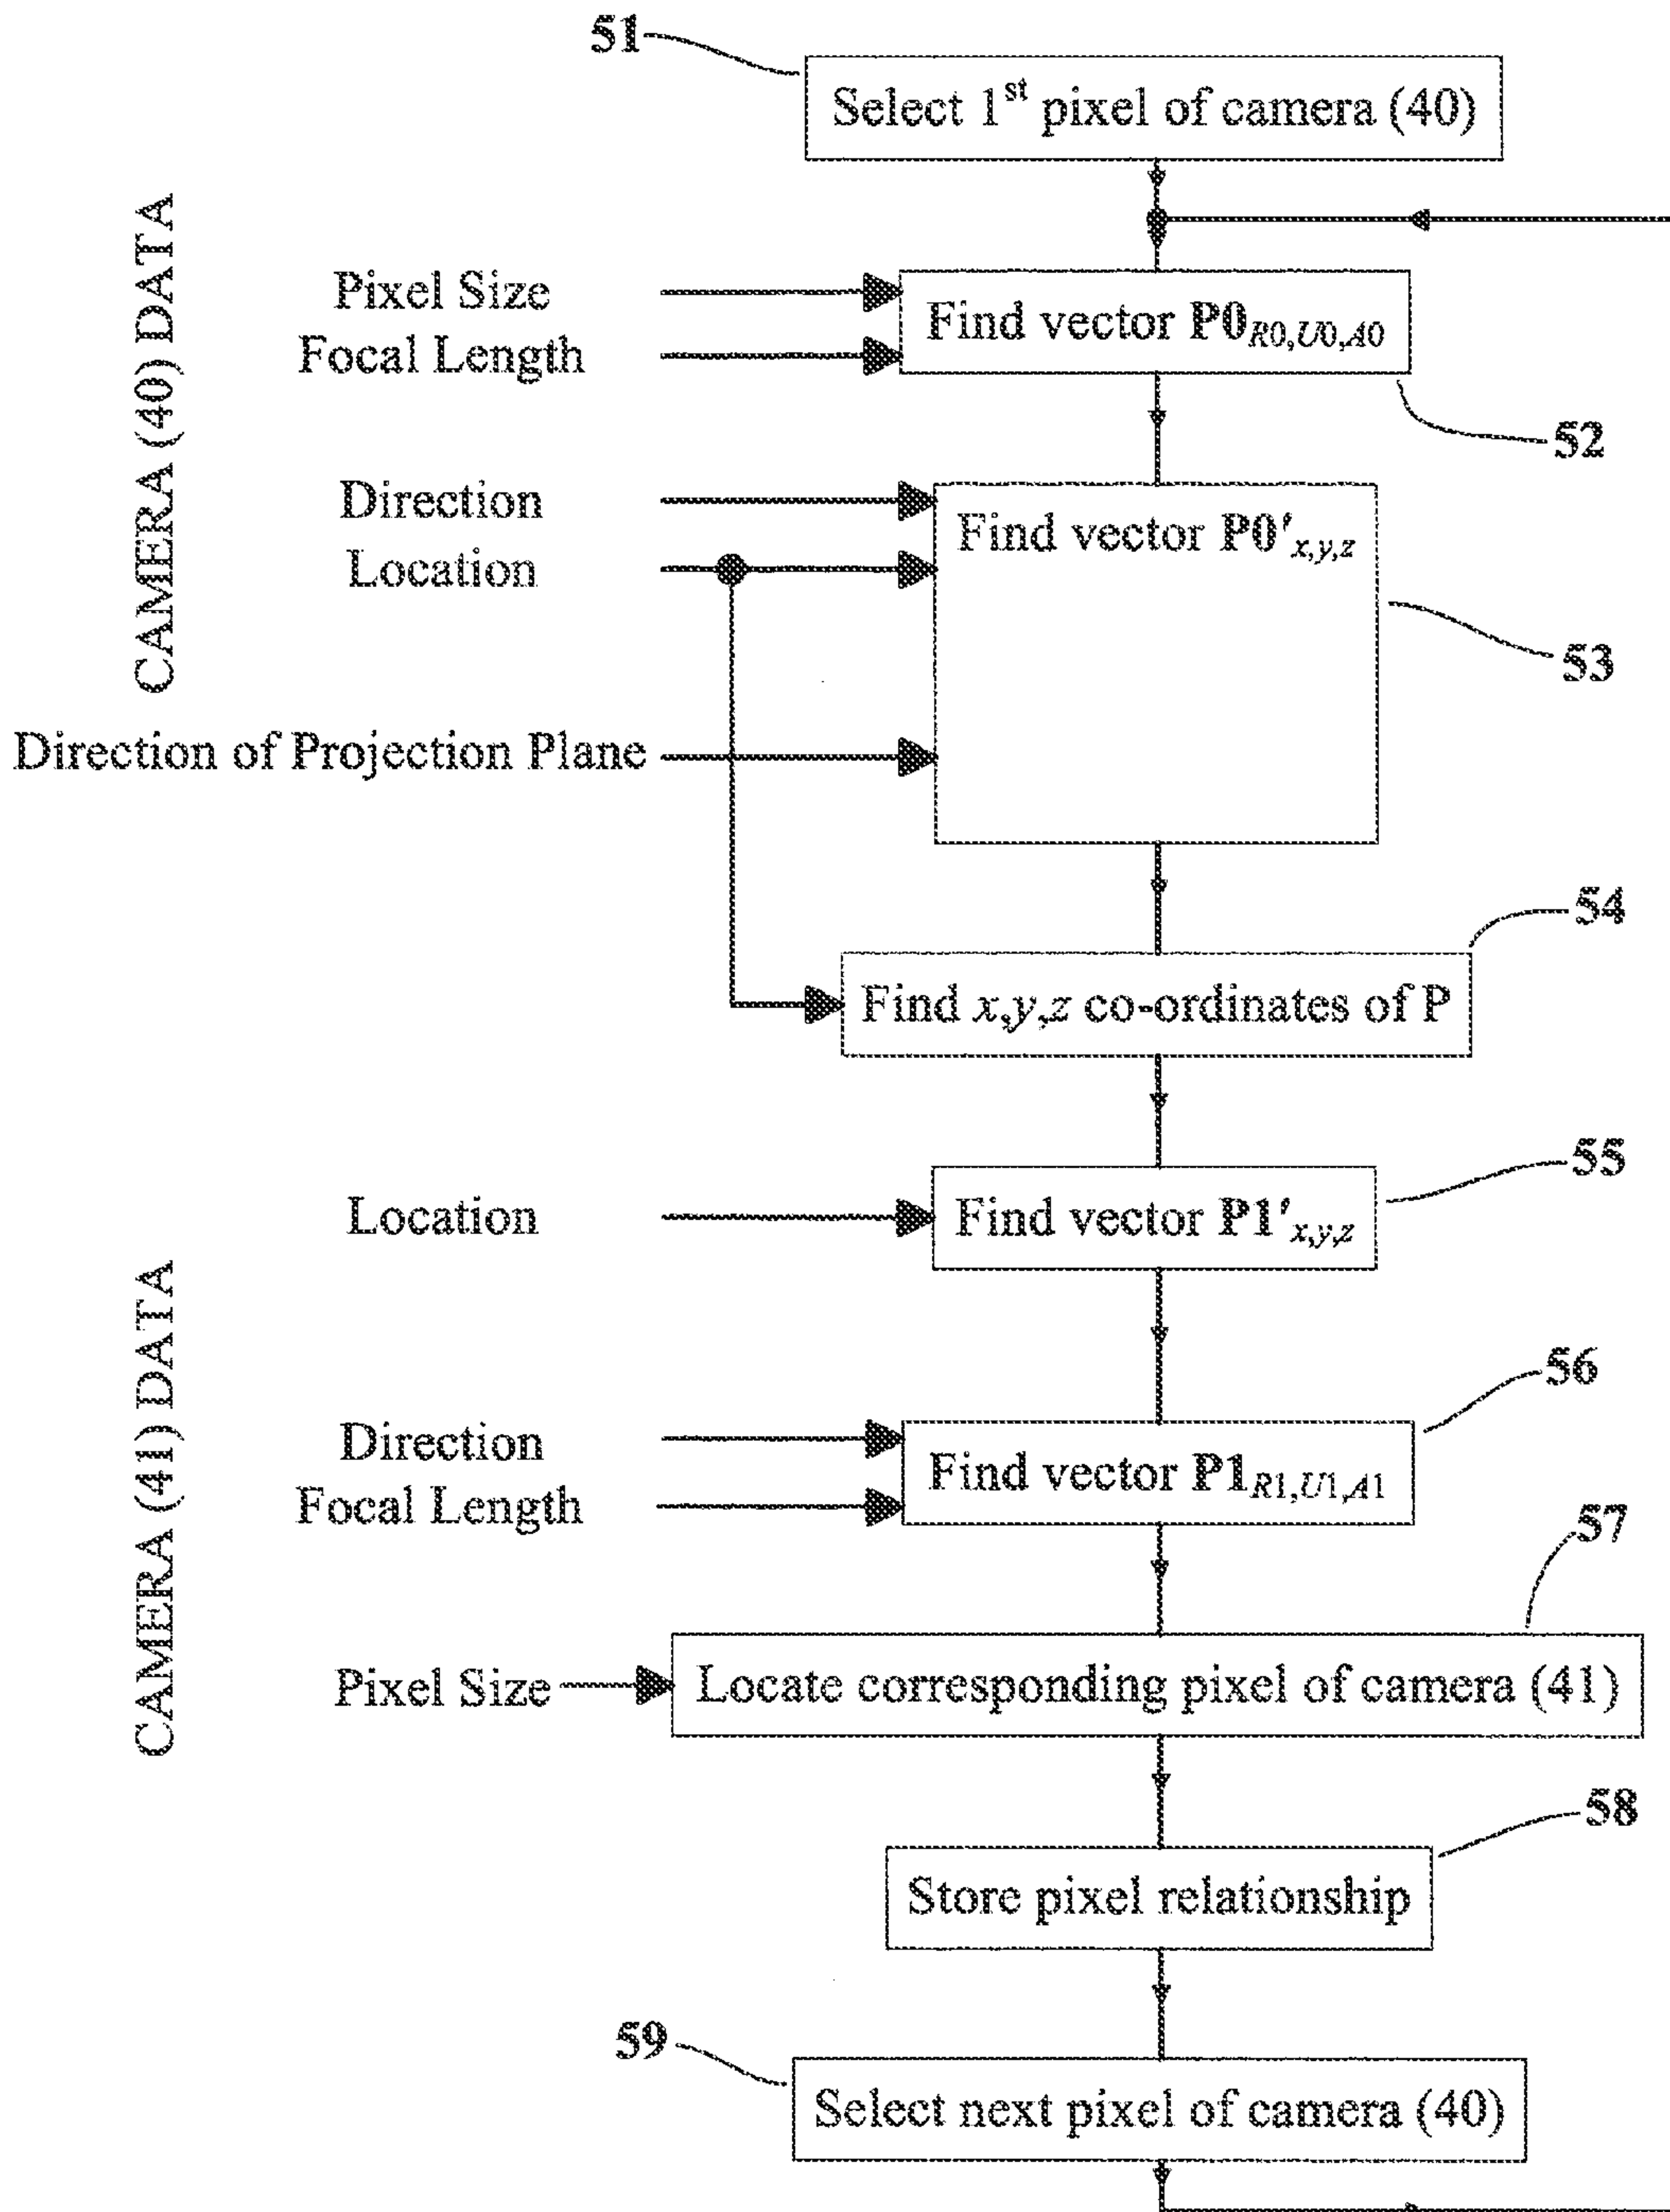 51
Select 1st pixel of camera (40)
CAMERA (40) DATA
Pixel Size
Focal Length
Find vector P0R0,U0,A0
52
Direction
Location
Find vector P0'x,y,z
53
Direction of Projection Plane
54
Find x,y,z co-ordinates of P
55
Location
Find vector P1'x,y,z
CAMERA (41) DATA
56
Direction
Focal Length
Find vector P1R1,U1,A1
57
Pixel Size
Locate corresponding pixel of camera (41)
58
Store pixel relationship
59
Select next pixel of camera (40)